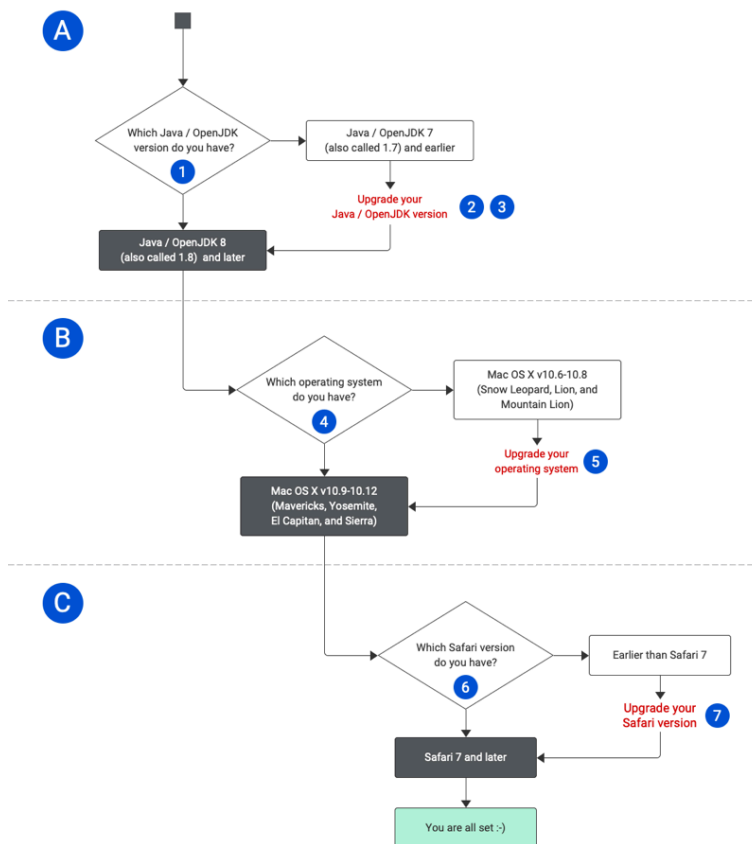 A
Which Java / OpenJDK
version do you have?
1
Java / OpenJDK 7
(also called 1.7) and earlier
Upgrade your
Java / OpenJDK version
2
3
Java / OpenJDK 8
(also called 1.8) and later
B
Which operating system
do you have?
4
Mac OS X v10.6-10.8
(Snow Leopard, Lion, and
Mountain Lion)
Upgrade your
operating system
5
Mac OS X v10.9-10.12
(Mavericks, Yosemite,
El Capitan, and Sierra)
C
Which Safari version
do you have?
6
Earlier than Safari 7
Upgrade your
Safari version
7
Safari 7 and later
You are all set :-)